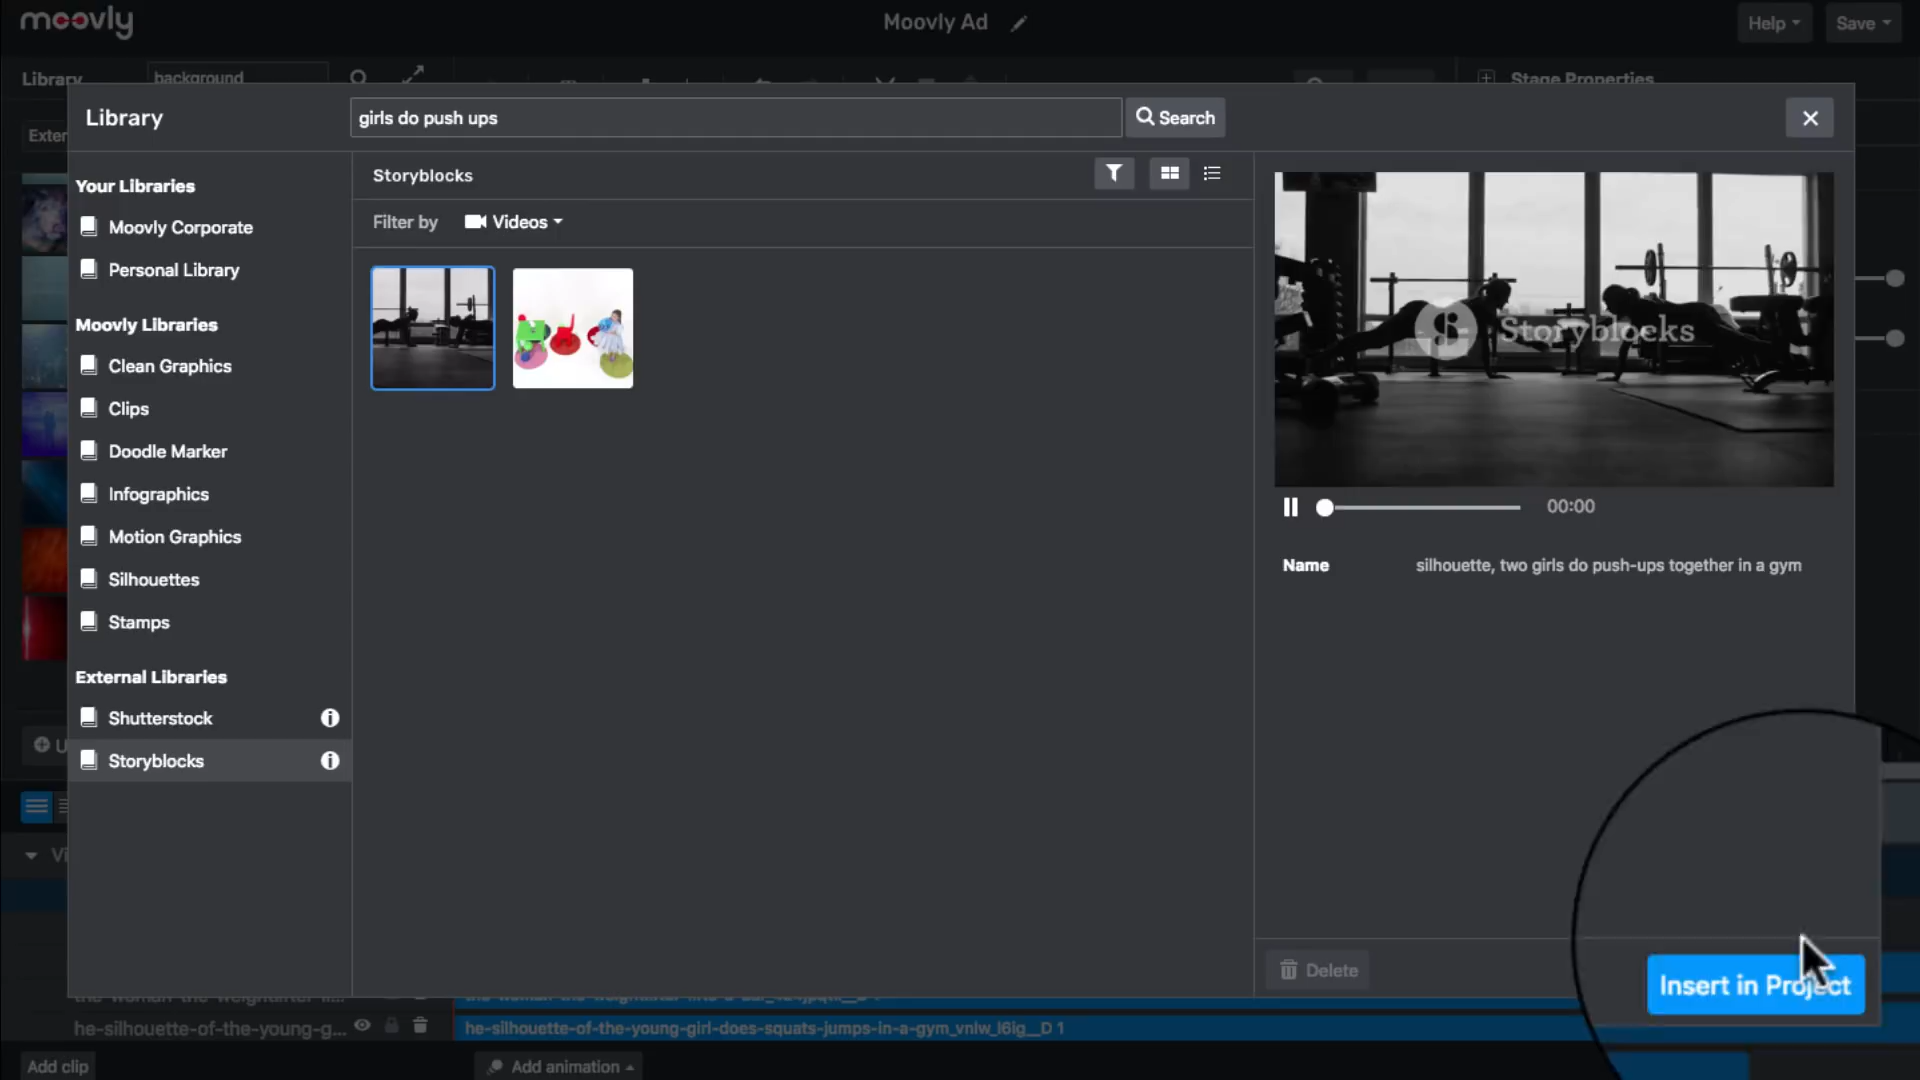 moovly
Moovly Ad
Help
Save
Library
background
Stage Properties
Library
girls do push ups
Search
Exter
Your Libraries
Storyblocks
Moovly Corporate
Filter by
Videos
Personal Library
Moovly Libraries
Storyblocks
Clean Graphics
Clips
Doodle Marker
Infographics
00:00
Motion Graphics
Name
silhouette, two girls do push-ups together in a gym
Silhouettes
Stamps
External Libraries
Shutterstock
Storyblocks
Delete
Insert in Project
he-silhouette-of-the-young-g...
he-silhouette-of-the-young-girl-does-squats-jumps-in-a-gym_vnlw_l6lg__D 1
Add clip
Add animation